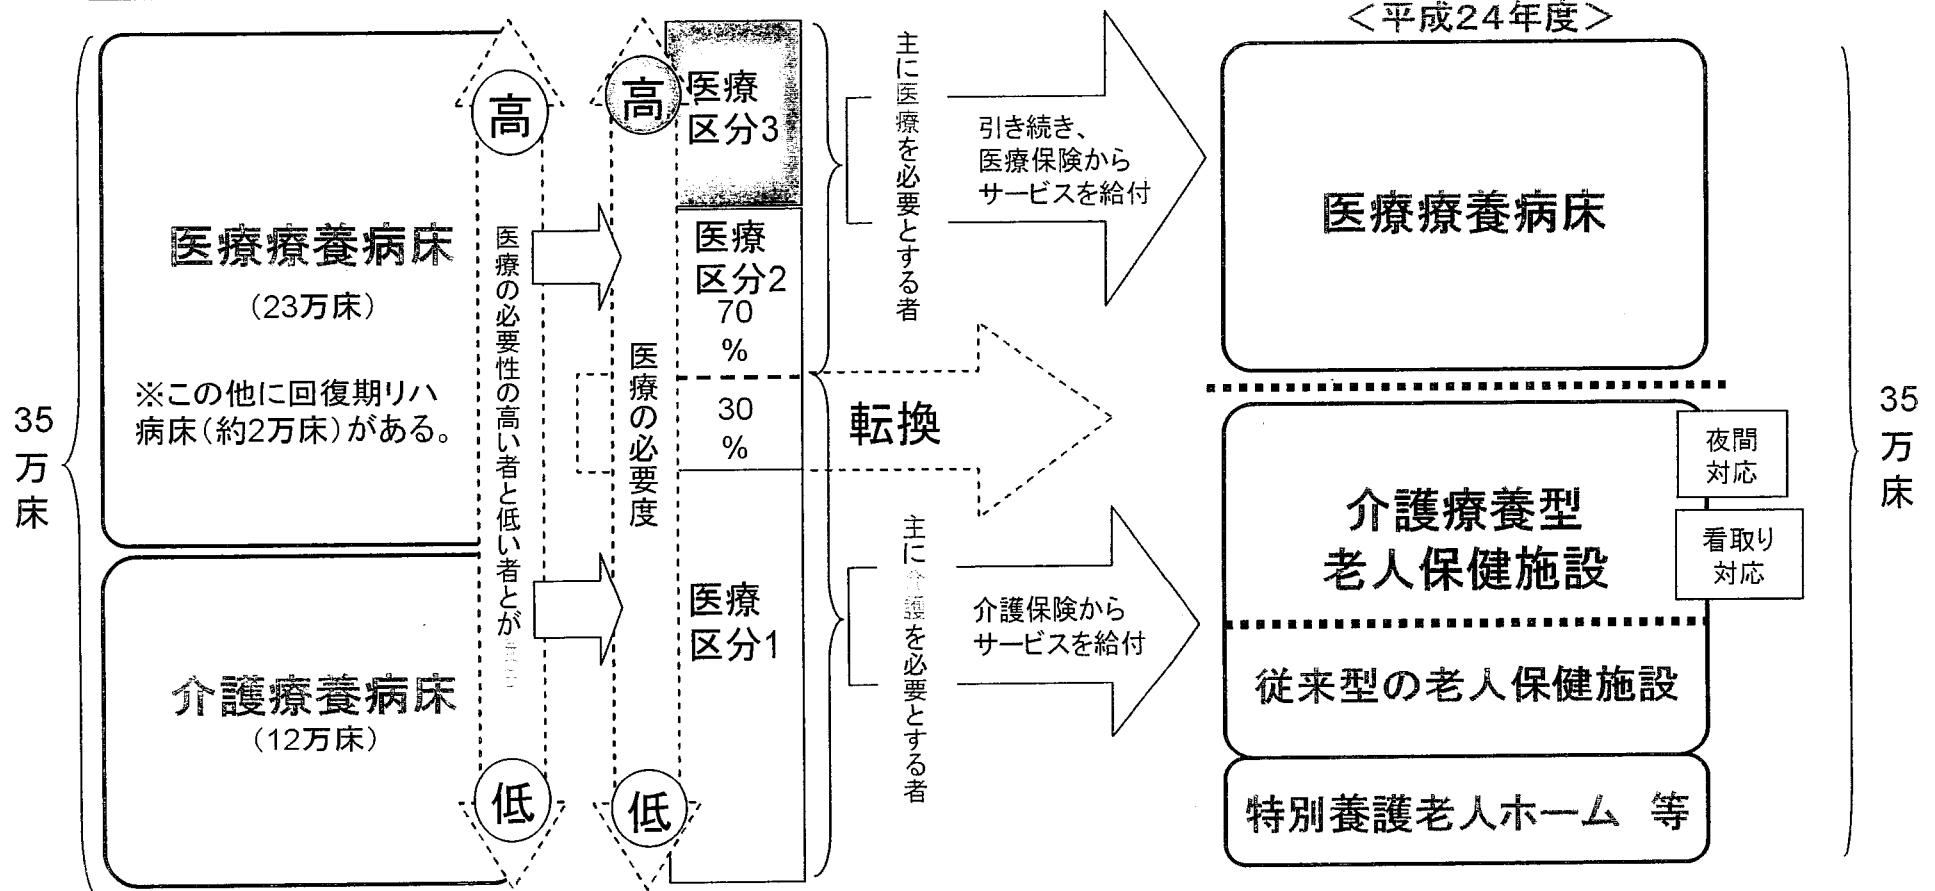 ＜平成24年度＞
35
万
床
医療療養病床
（23万床）
※この他に回復期リハ
病床（約2万床）がある。
介護療養病床
（12万床）
高
医療の必要性の高い者と低い者とが
低
高
医療の必要度
低
医療
区分3
医療
区分2
70
%
30
%
医療
区分1
主に医療を必要とする者
引き続き、
医療保険から
サービスを給付
転換
主に介護を必要とする者
介護保険から
サービスを給付
医療療養病床
介護療養型
老人保健施設
夜間
対応
看取り
対応
従来型の老人保健施設
特別養護老人ホーム 等
35
万
床